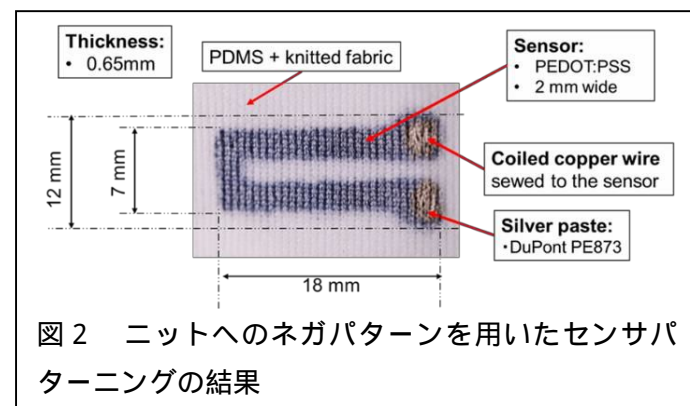 Thickness:
• 0.65mm
PDMS + knitted fabric
Sensor:
• PEDOT:PSS
• 2 mm wide
12 mm
7 mm
Coiled copper wire
sewed to the sensor
Silver paste:
・DuPont PE873
18 mm
図 2 ニットへのネガパターンを用いたセンサパ
ターニングの結果